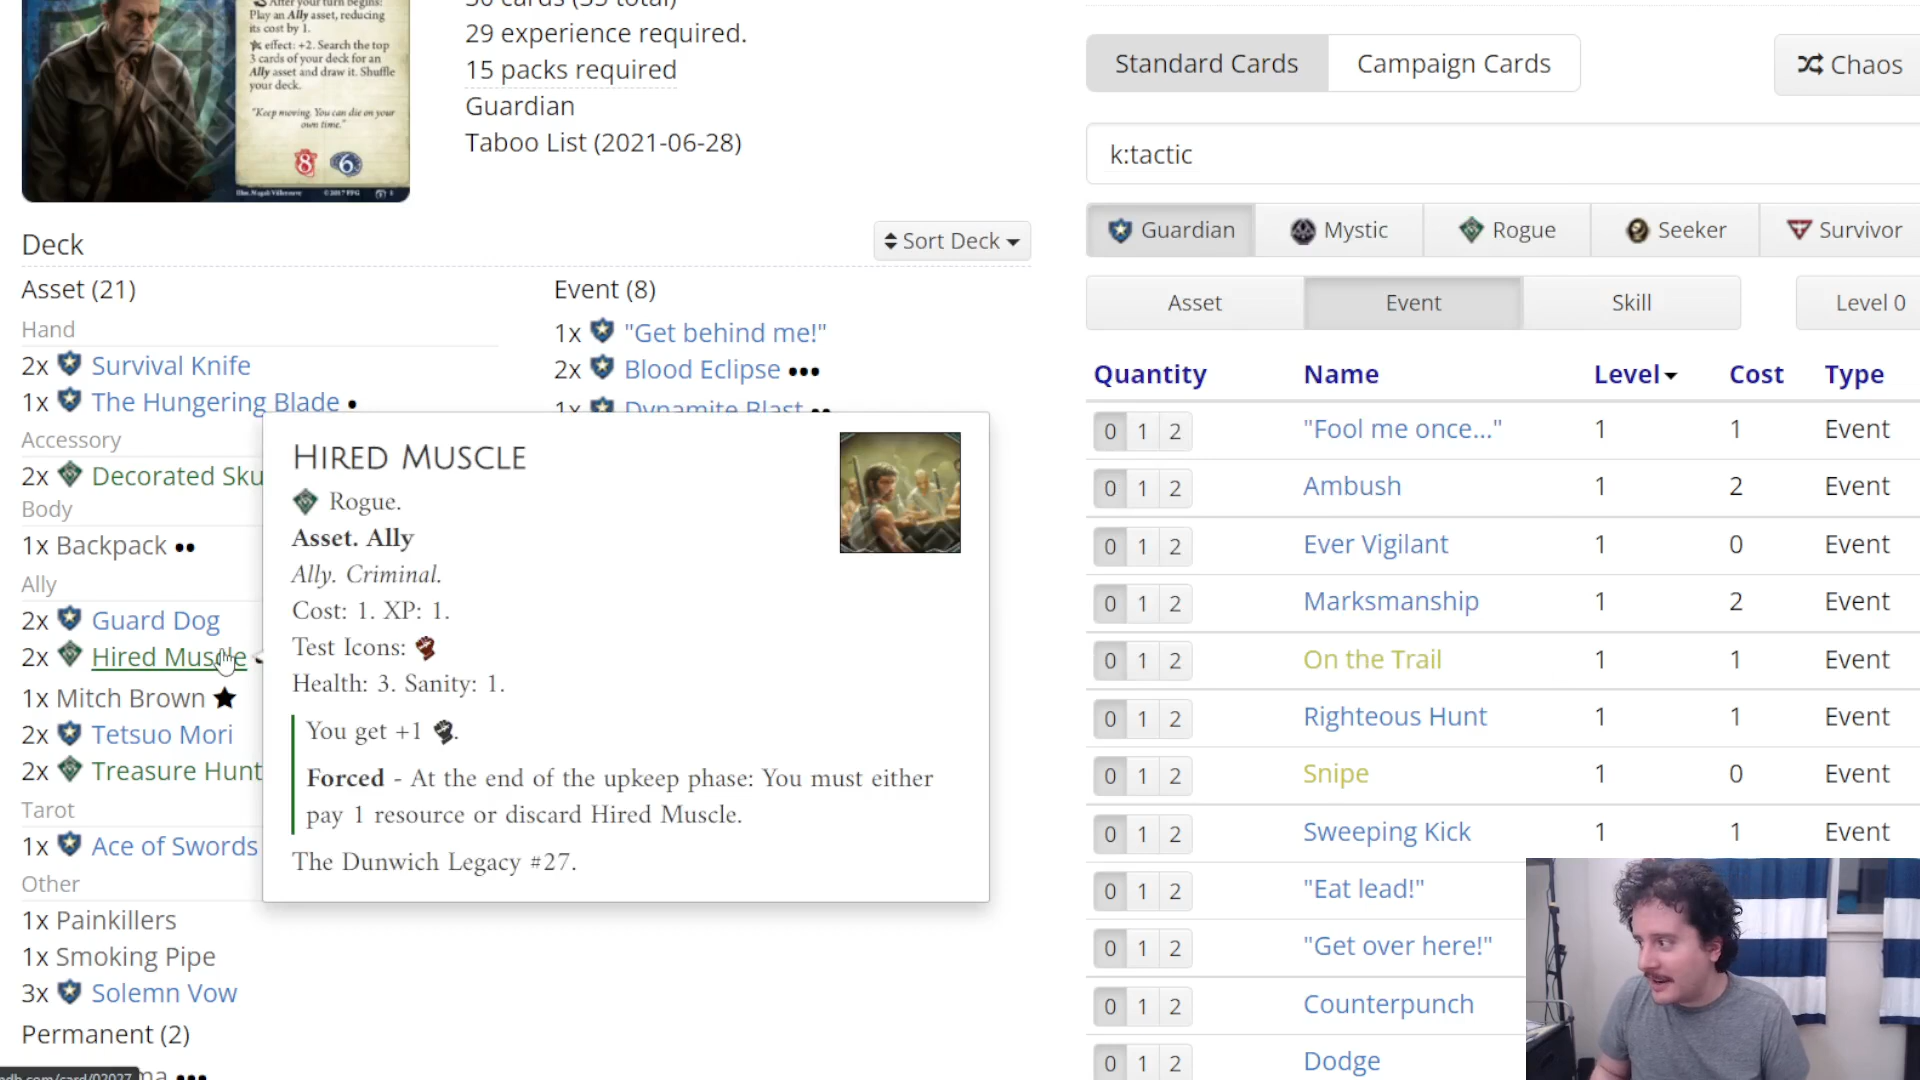 After your turn begins:
Play an Ally asset, reducing
its cost by 1.
effect: +2. Search the top
3 cards of your deck for an
Ally asset and draw it. Shuffle
your deck.
"Keep moving. You can die on your
own time."
8 6
29 experience required.
15 packs required
Guardian
Taboo List (2021-06-28)
Deck
Sort Deck
Asset (21)
Hand
2x Survival Knife
1x The Hungering Blade •
Accessory
2x Decorated Sku
Body
1x Backpack ••
Ally
2x Guard Dog
2x Hired Muscle
1x Mitch Brown ★
2x Tetsuo Mori
2x Treasure Hunt
Tarot
1x Ace of Swords
Other
1x Painkillers
1x Smoking Pipe
3x Solemn Vow
Permanent (2)
Event (8)
1x "Get behind me!"
2x Blood Eclipse •••
1x Dynamite Blast ••
HIRED MUSCLE
Rogue.
Asset. Ally
Ally. Criminal.
Cost: 1. XP: 1.
Test Icons:
Health: 3. Sanity: 1.
You get +1 .
Forced - At the end of the upkeep phase: You must either
pay 1 resource or discard Hired Muscle.
The Dunwich Legacy #27.
Standard Cards Campaign Cards Chaos
k:tactic
Guardian Mystic Rogue Seeker Survivor
Asset Event Skill Level 0
Quantity Name Level Cost Type
0 1 2 "Fool me once..." 1 1 Event
0 1 2 Ambush 1 2 Event
0 1 2 Ever Vigilant 1 0 Event
0 1 2 Marksmanship 1 2 Event
0 1 2 On the Trail 1 1 Event
0 1 2 Righteous Hunt 1 1 Event
0 1 2 Snipe 1 0 Event
0 1 2 Sweeping Kick 1 1 Event
0 1 2 "Eat lead!"
0 1 2 "Get over here!"
0 1 2 Counterpunch
0 1 2 Dodge